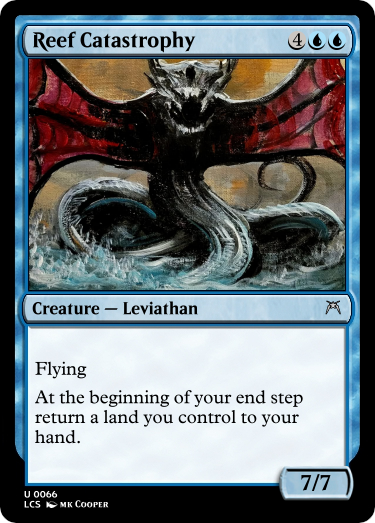 Reef Catastrophy 4
Creature — Leviathan
Flying
At the beginning of your end step
return a land you control to your
hand.
7/7
U 0066
LCS MK COOPER